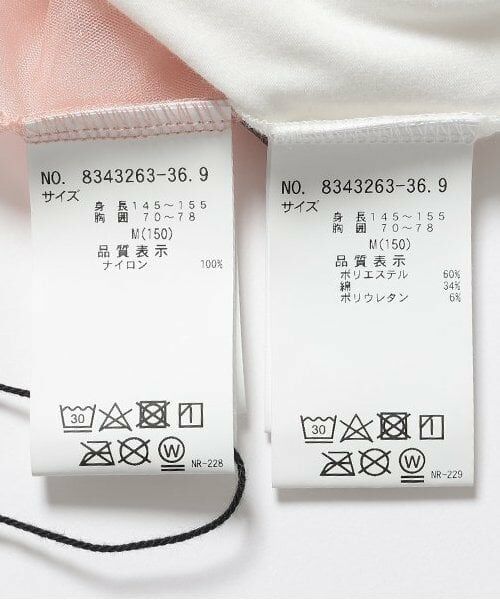 NO. 8343263-36.9
サイズ
身長145～155
胸囲 70～78
M(150)
品質表示
ナイロン 100%
30
W
NR-228
NO. 8343263-36.9
サイズ
身長145～155
胸囲 70～78
M(150)
品質表示
ポリエステル 60%
綿 34%
ポリウレタン 6%
30
W
NR-229